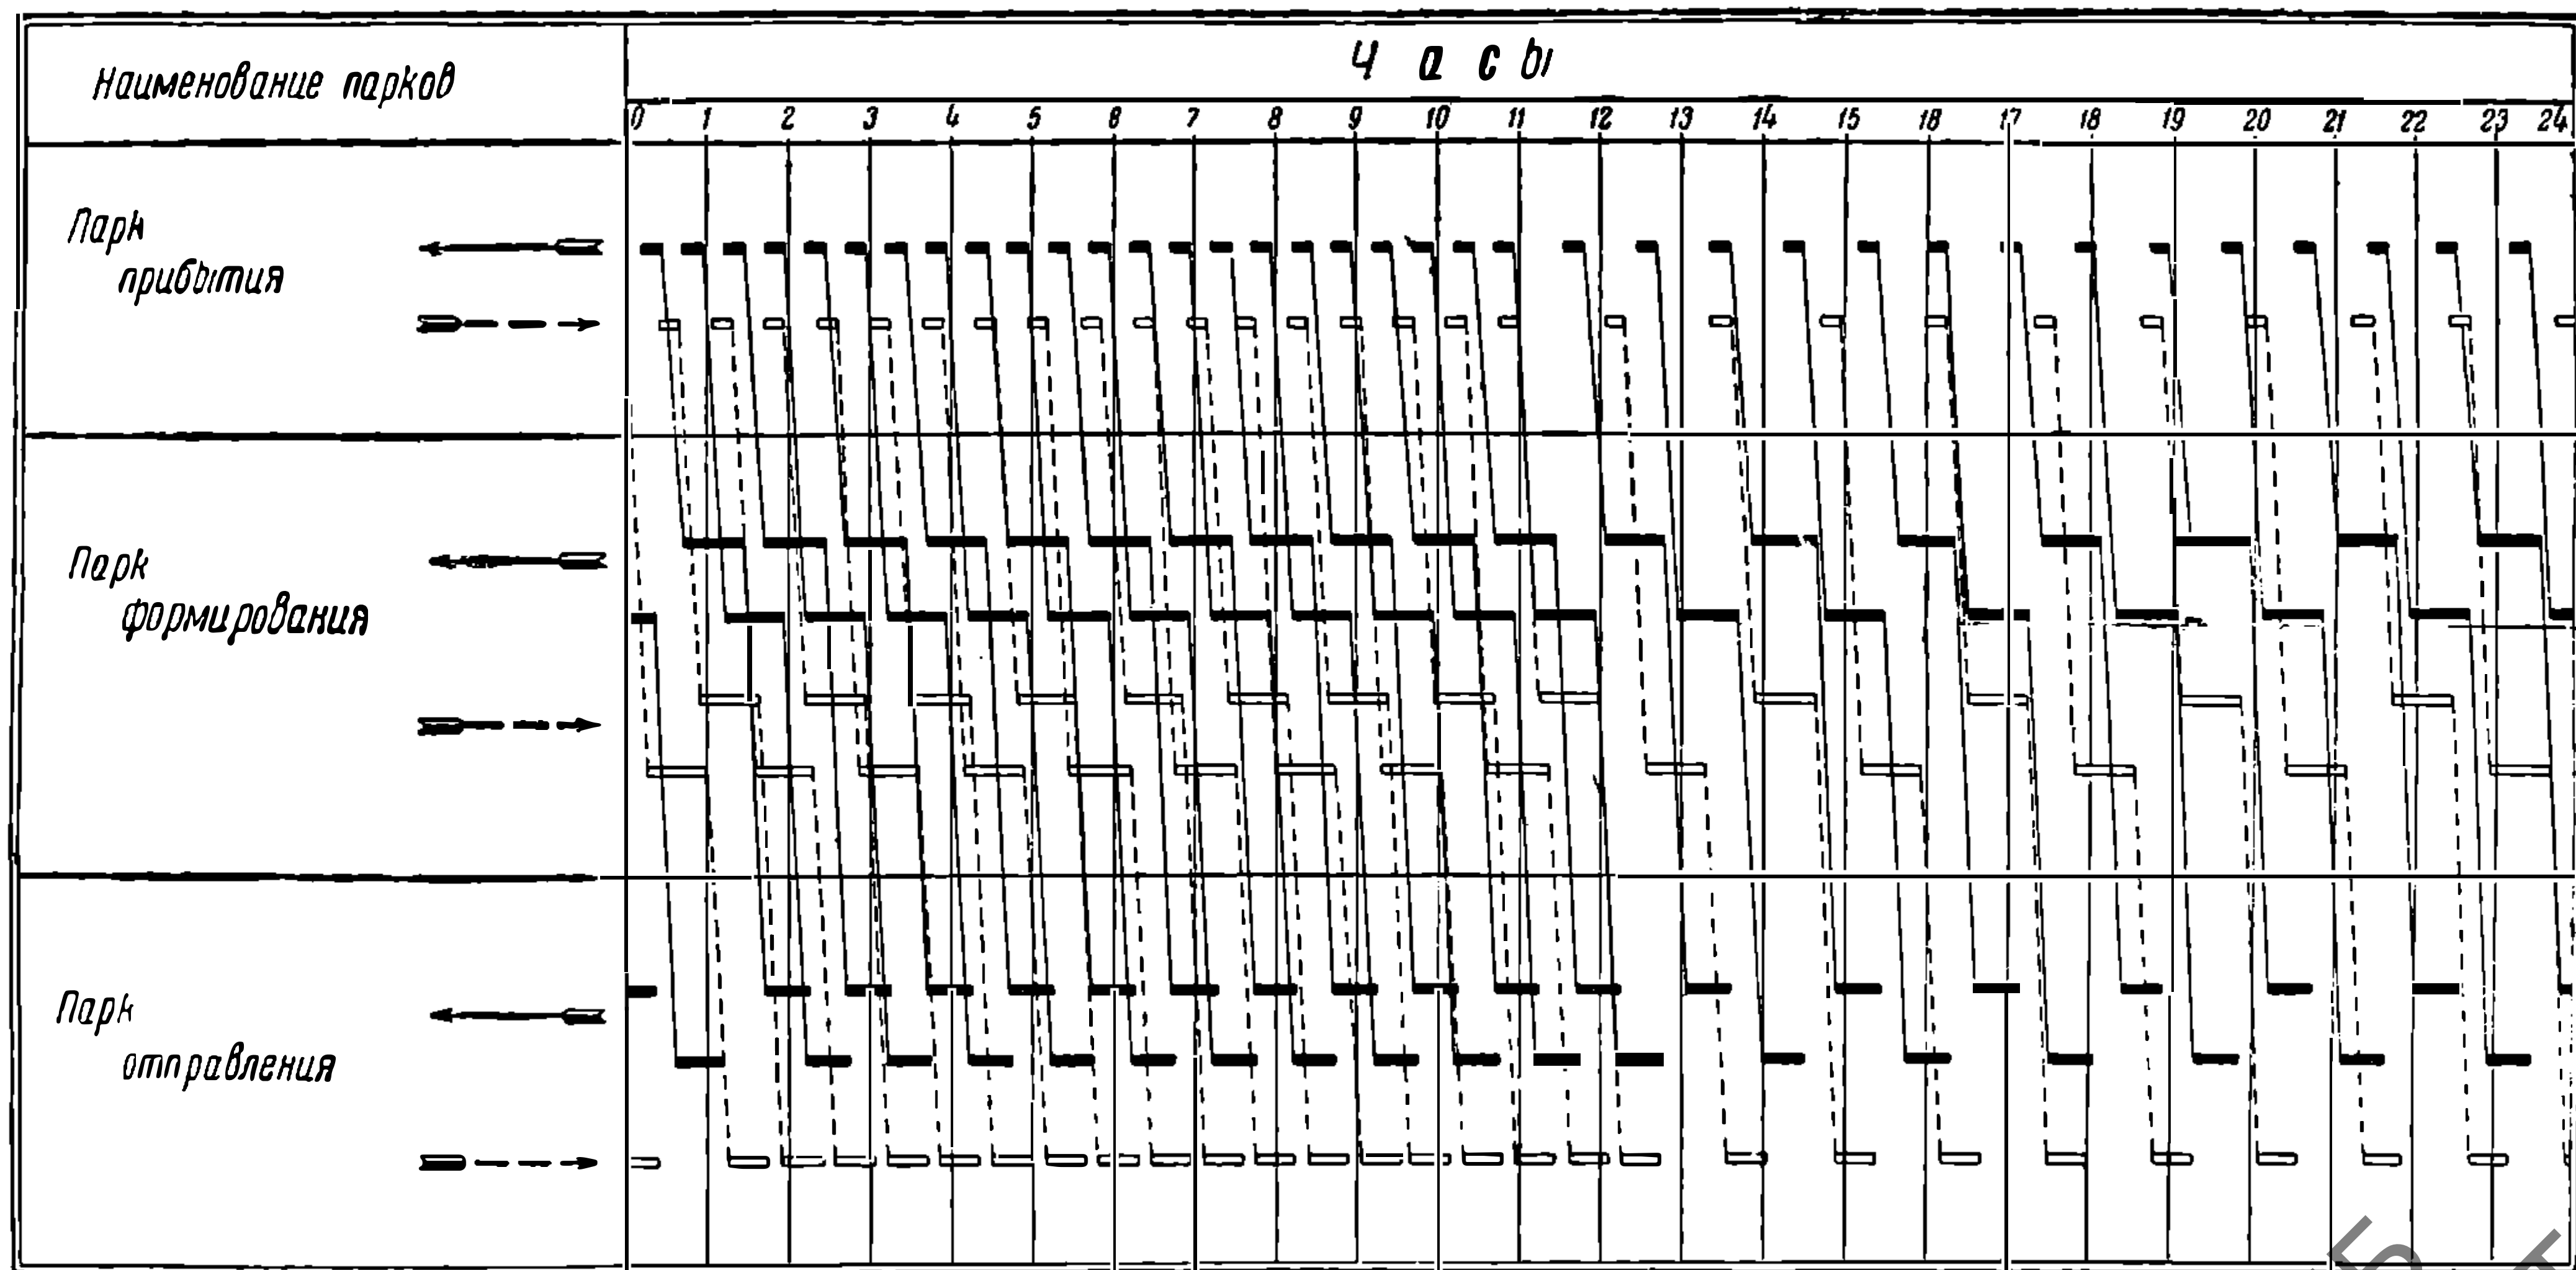 Наименование парков
Часы
0 1 2 3 4 5 6 7 8 9 10 11 12 13 14 15 16 17 18 19 20 21 22 23 24
Парк
прибытия
Парк
формирования
Парк
отправления